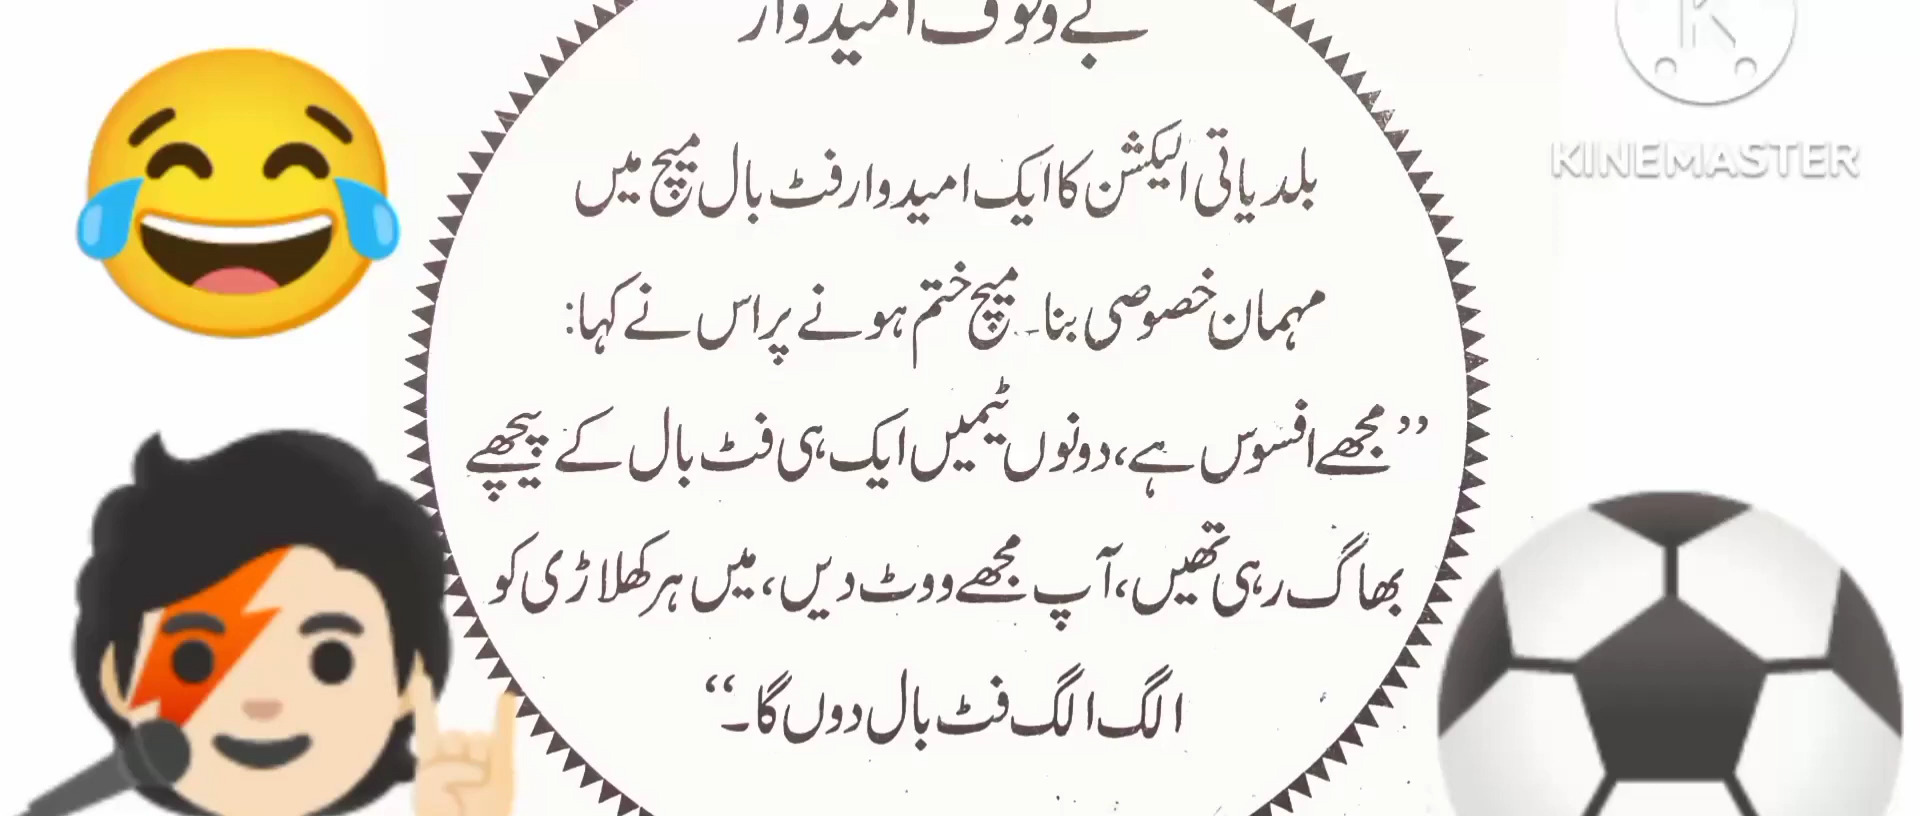 بے وقوف امیدوار
KINEMASTER
بلدیاتی الیکشن کا ایک امیدوار فٹ بال میچ میں
مہمان خصوصی بنا۔ میچ ختم ہونے پر اس نے کہا:
’’مجھے افسوس ہے، دونوں ٹیمیں ایک ہی فٹ بال کے پیچھے
بھاگ رہی تھیں، آپ مجھے ووٹ دیں، میں ہر کھلاڑی کو
الگ الگ فٹ بال دوں گا۔‘‘